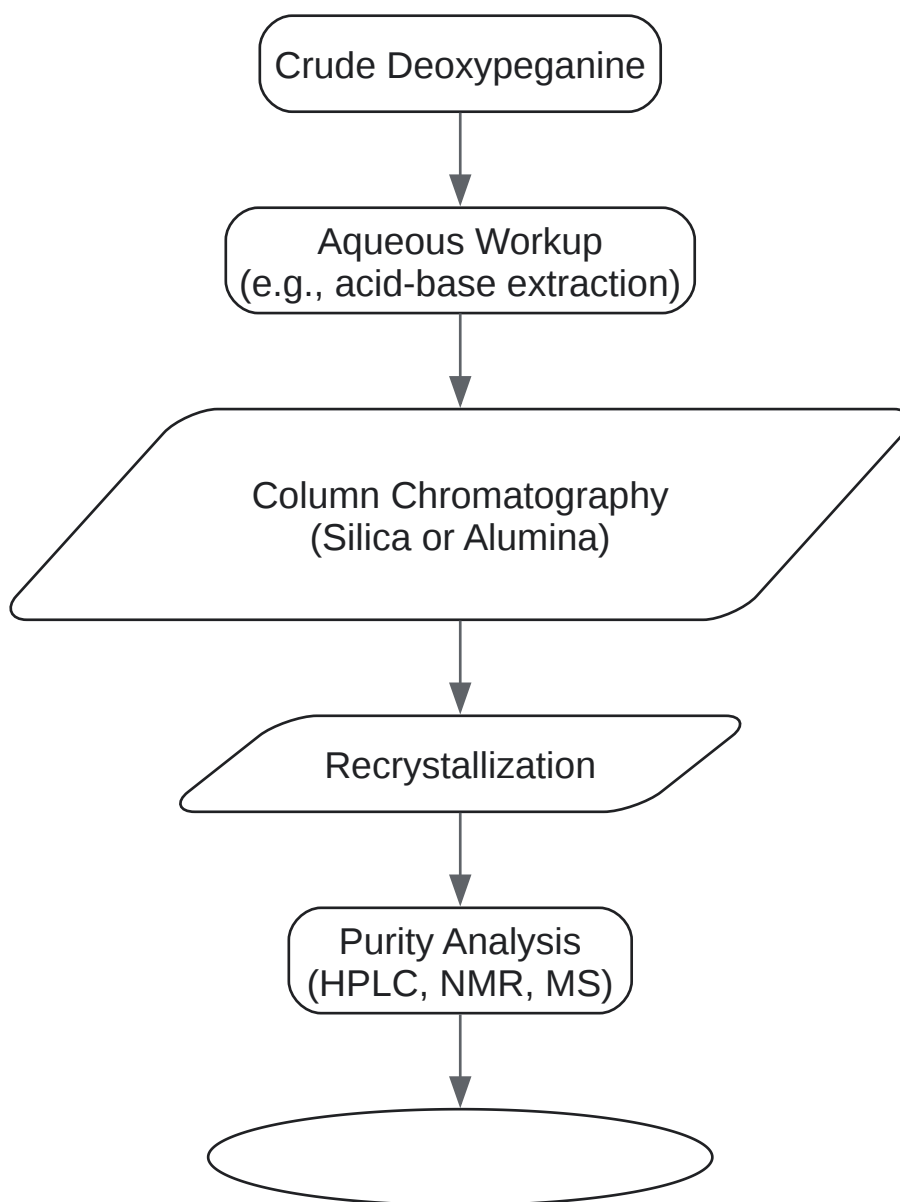 Crude Deoxypeganine
Aqueous Workup
(e.g., acid-base extraction)
Column Chromatography
(Silica or Alumina)
Recrystallization
Purity Analysis
(HPLC, NMR, MS)